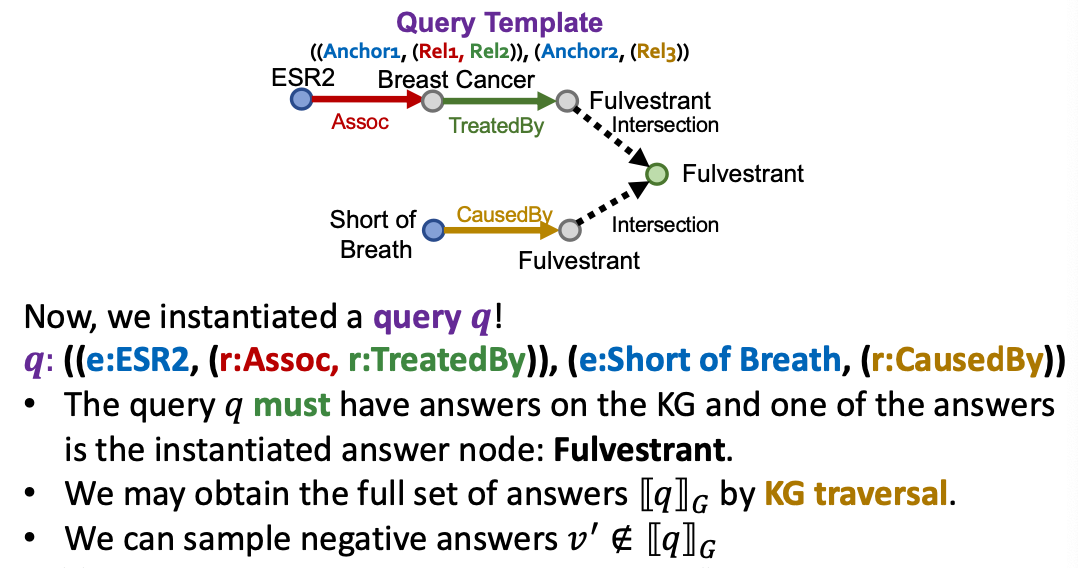 Query Template
((Anchor1, (Rel1, Rel2)), (Anchor2, (Rel3))
ESR2
Breast Cancer
Fulvestrant
Assoc
TreatedBy
Intersection
Fulvestrant
Short of
Breath
CausedBy
Intersection
Fulvestrant
Now, we instantiated a query q!
q: ((e:ESR2, (r:Assoc, r:TreatedBy)), (e:Short of Breath, (r:CausedBy))
• The query q must have answers on the KG and one of the answers
is the instantiated answer node: Fulvestrant.
• We may obtain the full set of answers ⟦q⟧_G by KG traversal.
• We can sample negative answers v′ ∉ ⟦q⟧_G